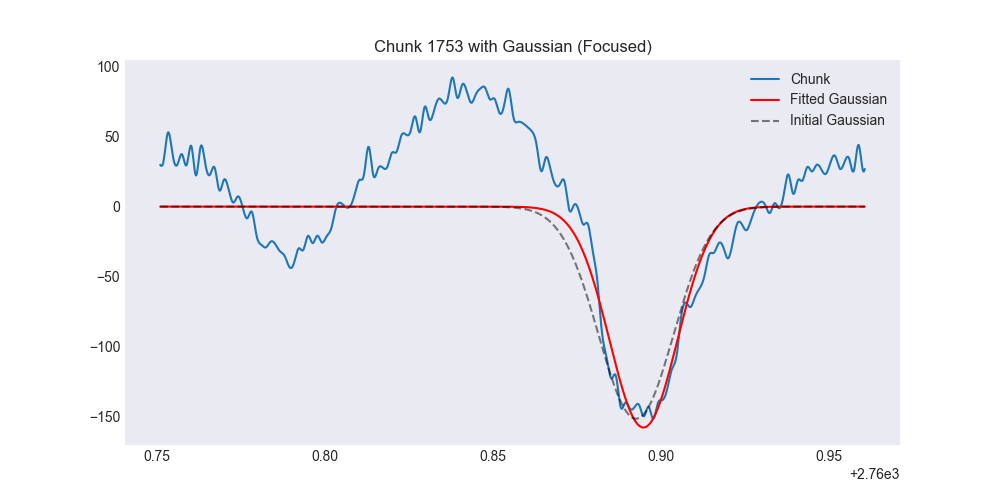 Chunk 1753 with Gaussian (Focused)
100
50
0
−50
−100
−150
Chunk
Fitted Gaussian
Initial Gaussian
0.75 0.80 0.85 0.90 0.95
+2.76e3